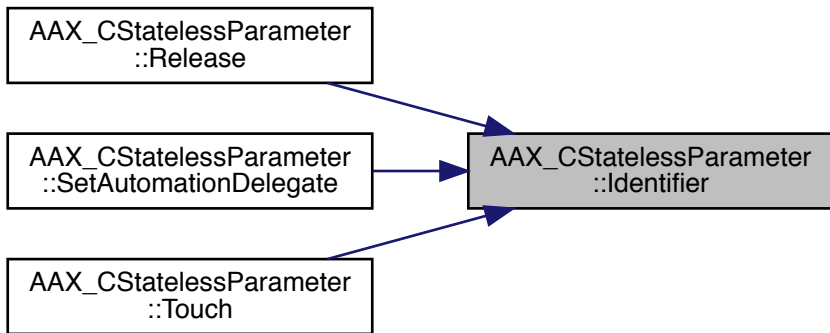 AAX_CStatelessParameter
::Release
AAX_CStatelessParameter
::SetAutomationDelegate
AAX_CStatelessParameter
::Identifier
AAX_CStatelessParameter
::Touch